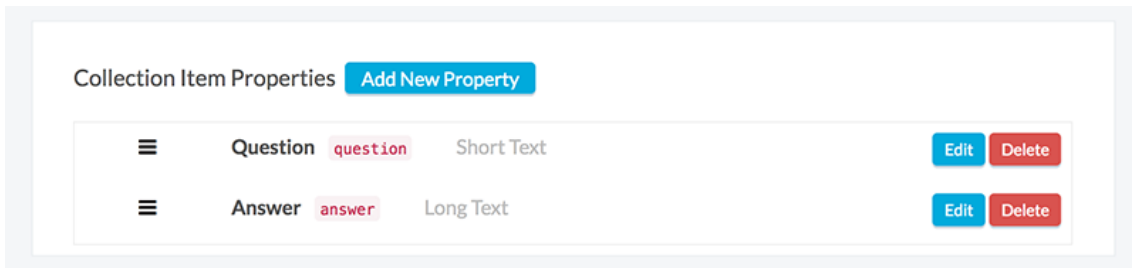 Collection Item Properties Add New Property
Question question Short Text Edit Delete
Answer answer Long Text Edit Delete